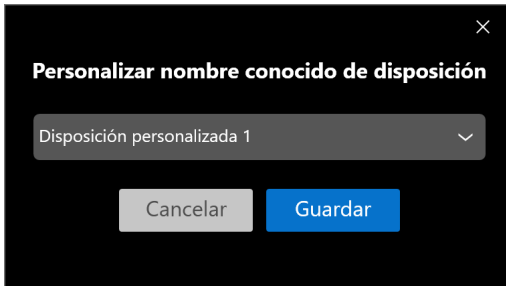 Personalizar nombre conocido de disposición
Disposición personalizada 1
Cancelar
Guardar